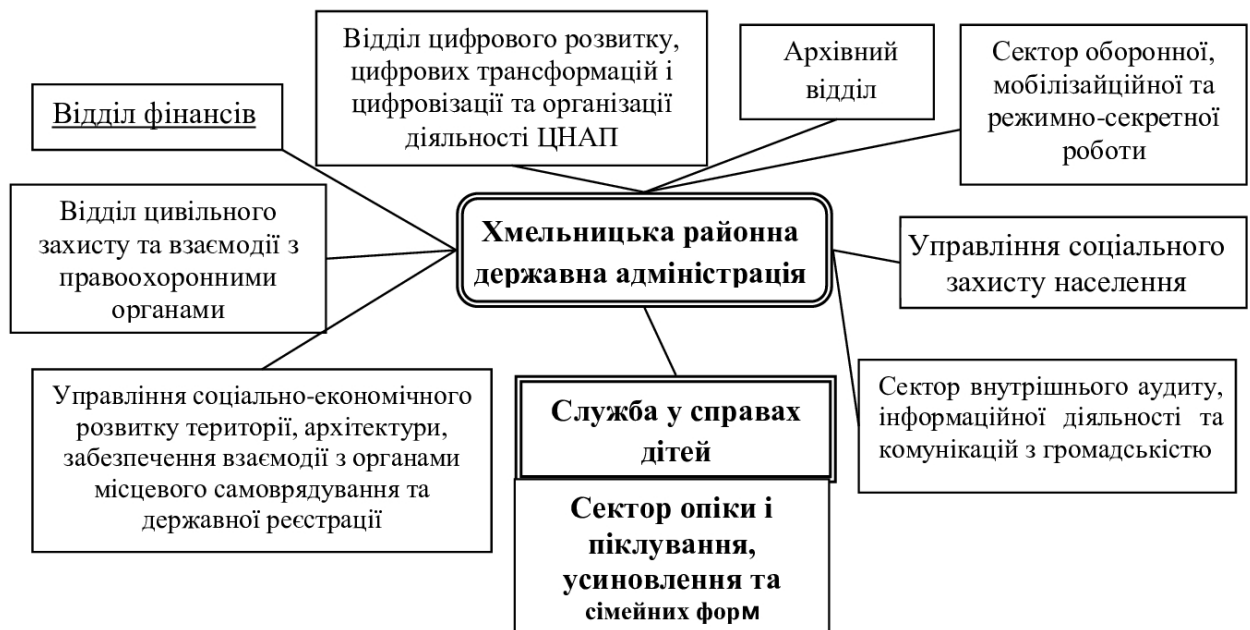 Відділ цифрового розвитку,
цифрових трансформацій і
цифровізації та організації
діяльності ЦНАП
Архівний
відділ
Сектор оборонної,
мобілізайційної та
режимно-секретної
роботи
Відділ фінансів
Відділ цивільного
захисту та взаємодії з
правоохоронними
органами
Хмельницька районна
державна адміністрація
Управління соціального
захисту населення
Управління соціально-економічного
розвитку території, архітектури,
забезпечення взаємодії з органами
місцевого самоврядування та
державної реєстрації
Служба у справах
дітей
Сектор опіки і
піклування,
усиновлення та
сімейних форм
Сектор внутрішнього аудиту,
інформаційної діяльності та
комунікацій з громадськістю